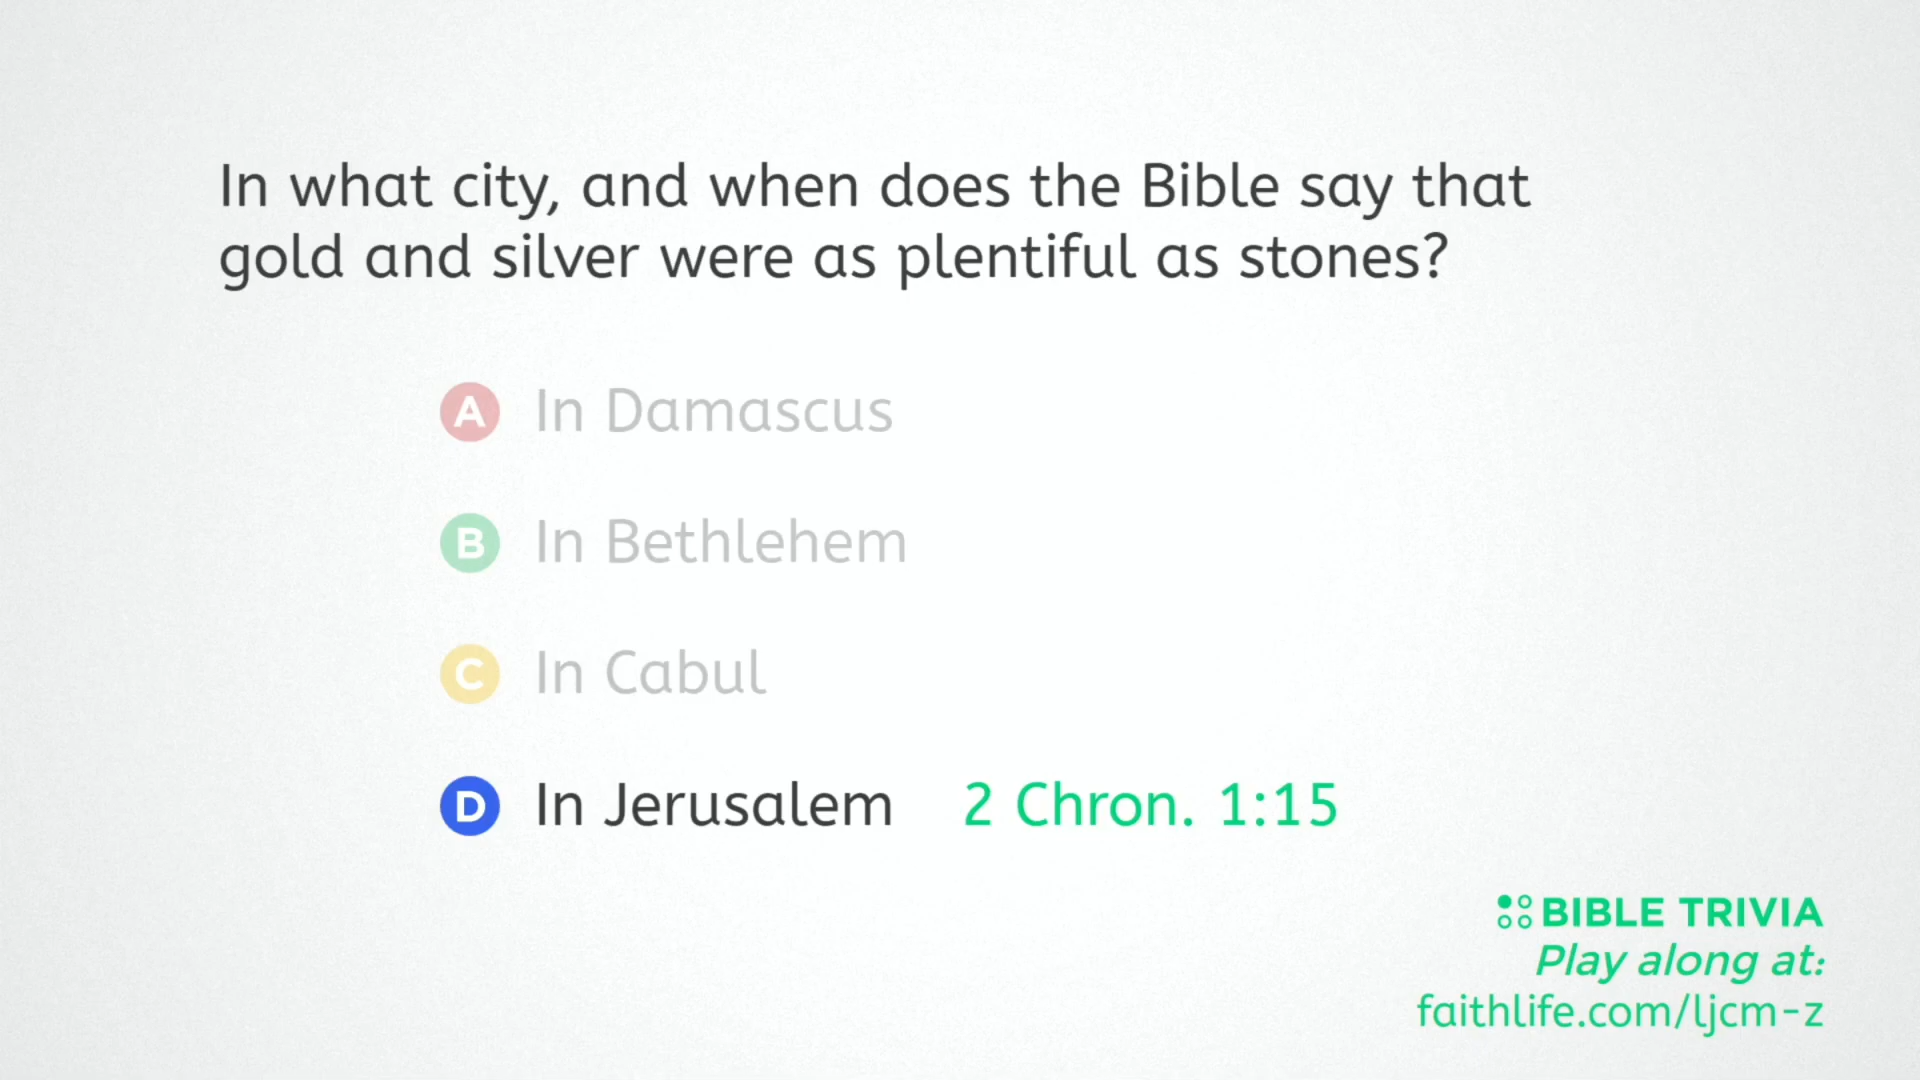 In what city, and when does the Bible say that
gold and silver were as plentiful as stones?
A In Damascus
B In Bethlehem
C In Cabul
D In Jerusalem 2 Chron. 1:15
BIBLE TRIVIA
Play along at:
faithlife.com/ljcm-z